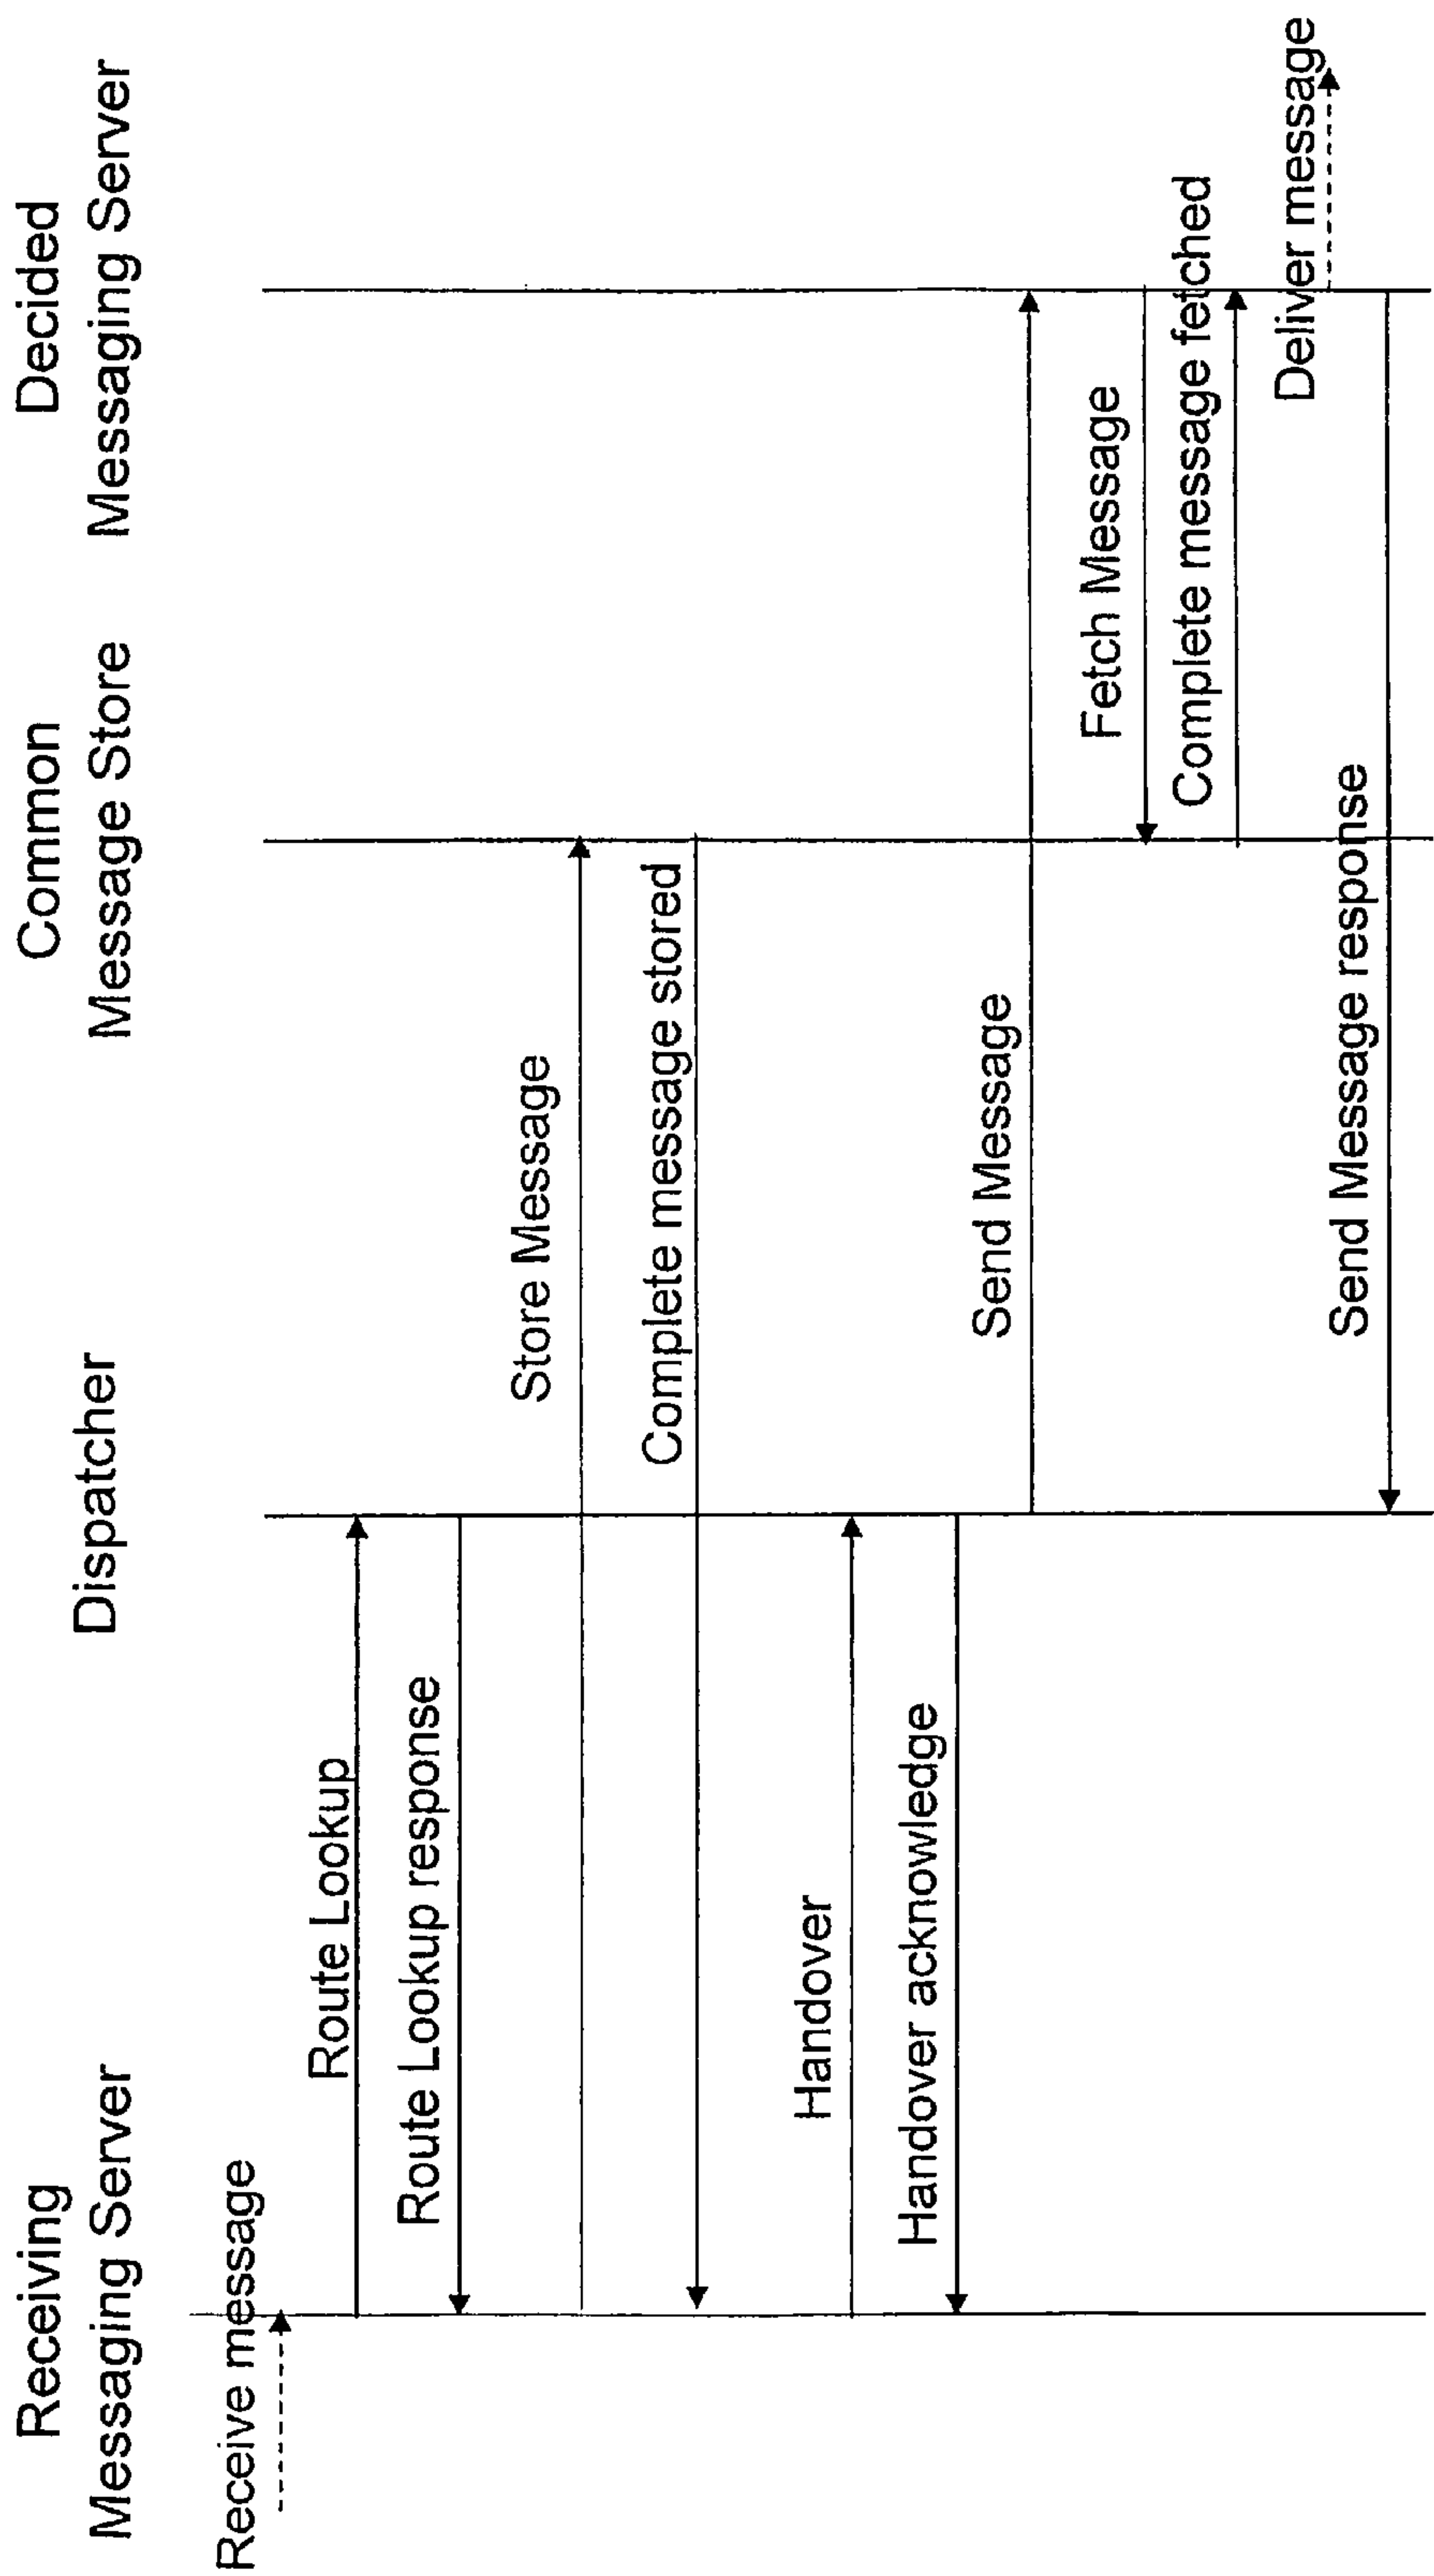 Receiving
Messaging Server
Dispatcher
Common
Message Store
Decided
Messaging Server
Receive message
Route Lookup
Route Lookup response
Store Message
Complete message stored
Handover
Handover acknowledge
Send Message
Fetch Message
Complete message fetched
Deliver message
Send Message response